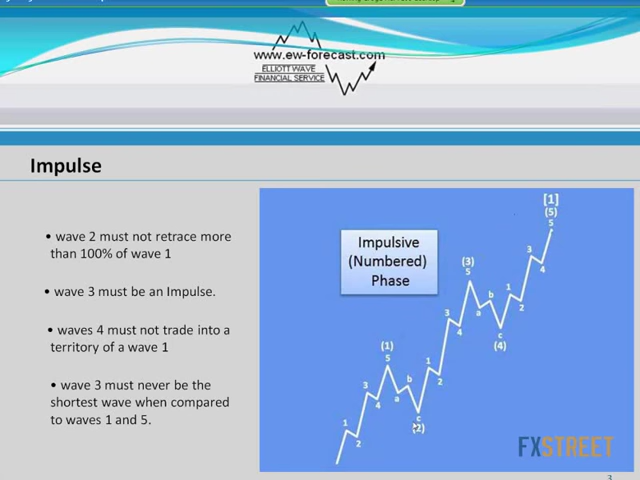 www.ew-forecast.com
ELLIOTT WAVE
FINANCIAL SERVICE
Impulse
• wave 2 must not retrace more
than 100% of wave 1
• wave 3 must be an Impulse.
• waves 4 must not trade into a
territory of a wave 1
• wave 3 must never be the
shortest wave when compared
to waves 1 and 5.
Impulsive
(Numbered)
Phase
[1]
(5)
5
3
4
(3)
5
a
b
1
2
c
(4)
3
4
(1)
5
a
b
1
2
3
4
c
(2)
1
2
FXSTREET
3